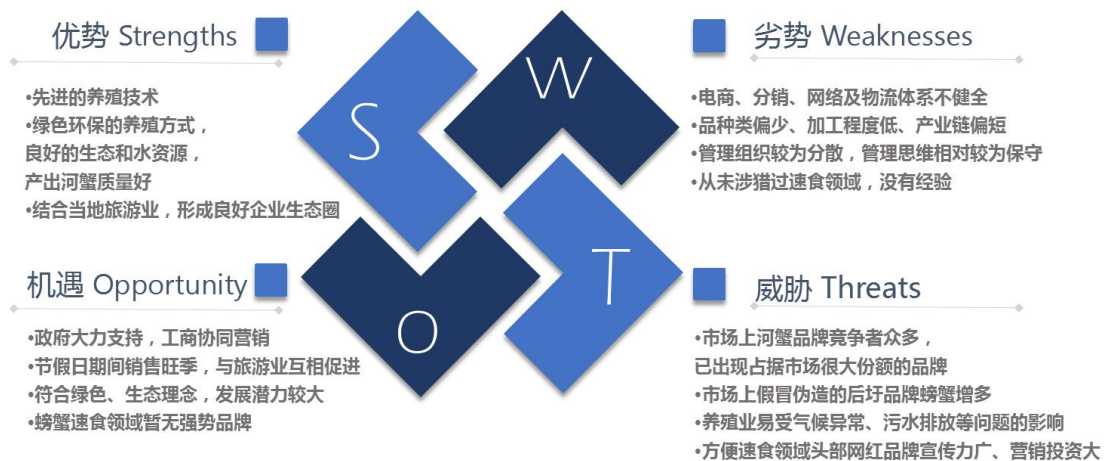 优势 Strengths
•先进的养殖技术
•绿色环保的养殖方式，
良好的生态和水资源，
产出河蟹质量好
•结合当地旅游业，形成良好企业生态圈
S
W
劣势 Weaknesses
•电商、分销、网络及物流体系不健全
•品种类偏少、加工程度低、产业链偏短
•管理组织较为分散，管理思维相对较为保守
•从未涉猎过速食领域，没有经验
机遇 Opportunity
•政府大力支持，工商协同营销
•节假日期间销售旺季，与旅游业互相促进
•符合绿色、生态理念，发展潜力较大
•螃蟹速食领域暂无强势品牌
O
T
威胁 Threats
•市场上河蟹品牌竞争者众多，
已出现占据市场很大份额的品牌
•市场上假冒伪造的后圩品牌螃蟹增多
•养殖业易受气候异常、污水排放等问题的影响
•方便速食领域头部网红品牌宣传力广、营销投资大